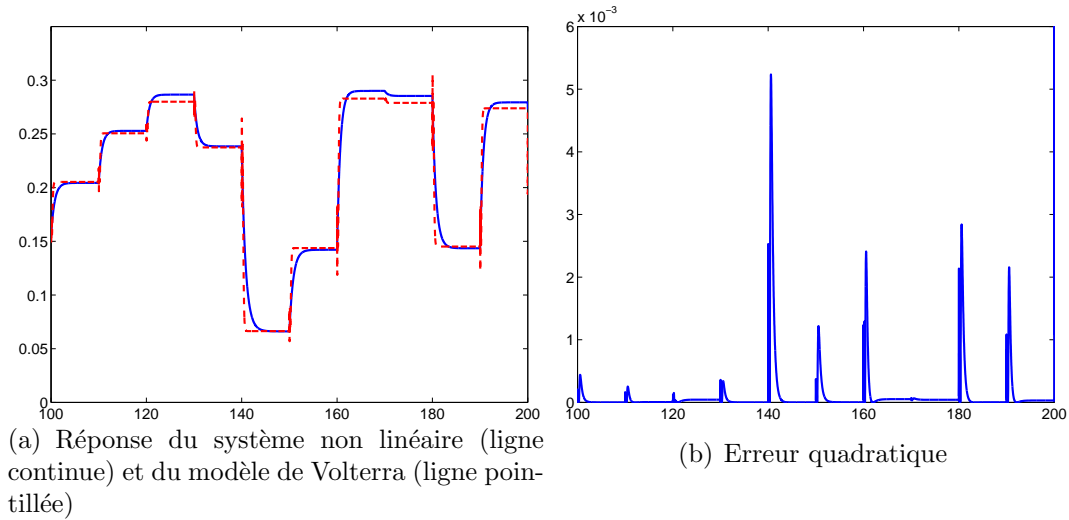 0.3
0.25
0.2
0.15
0.1
0.05
0
100 120 140 160 180 200
(a) Réponse du système non linéaire (ligne
continue) et du modèle de Volterra (ligne poin-
tillée)
x 10⁻³
6
5
4
3
2
1
0
100 120 140 160 180 200
(b) Erreur quadratique